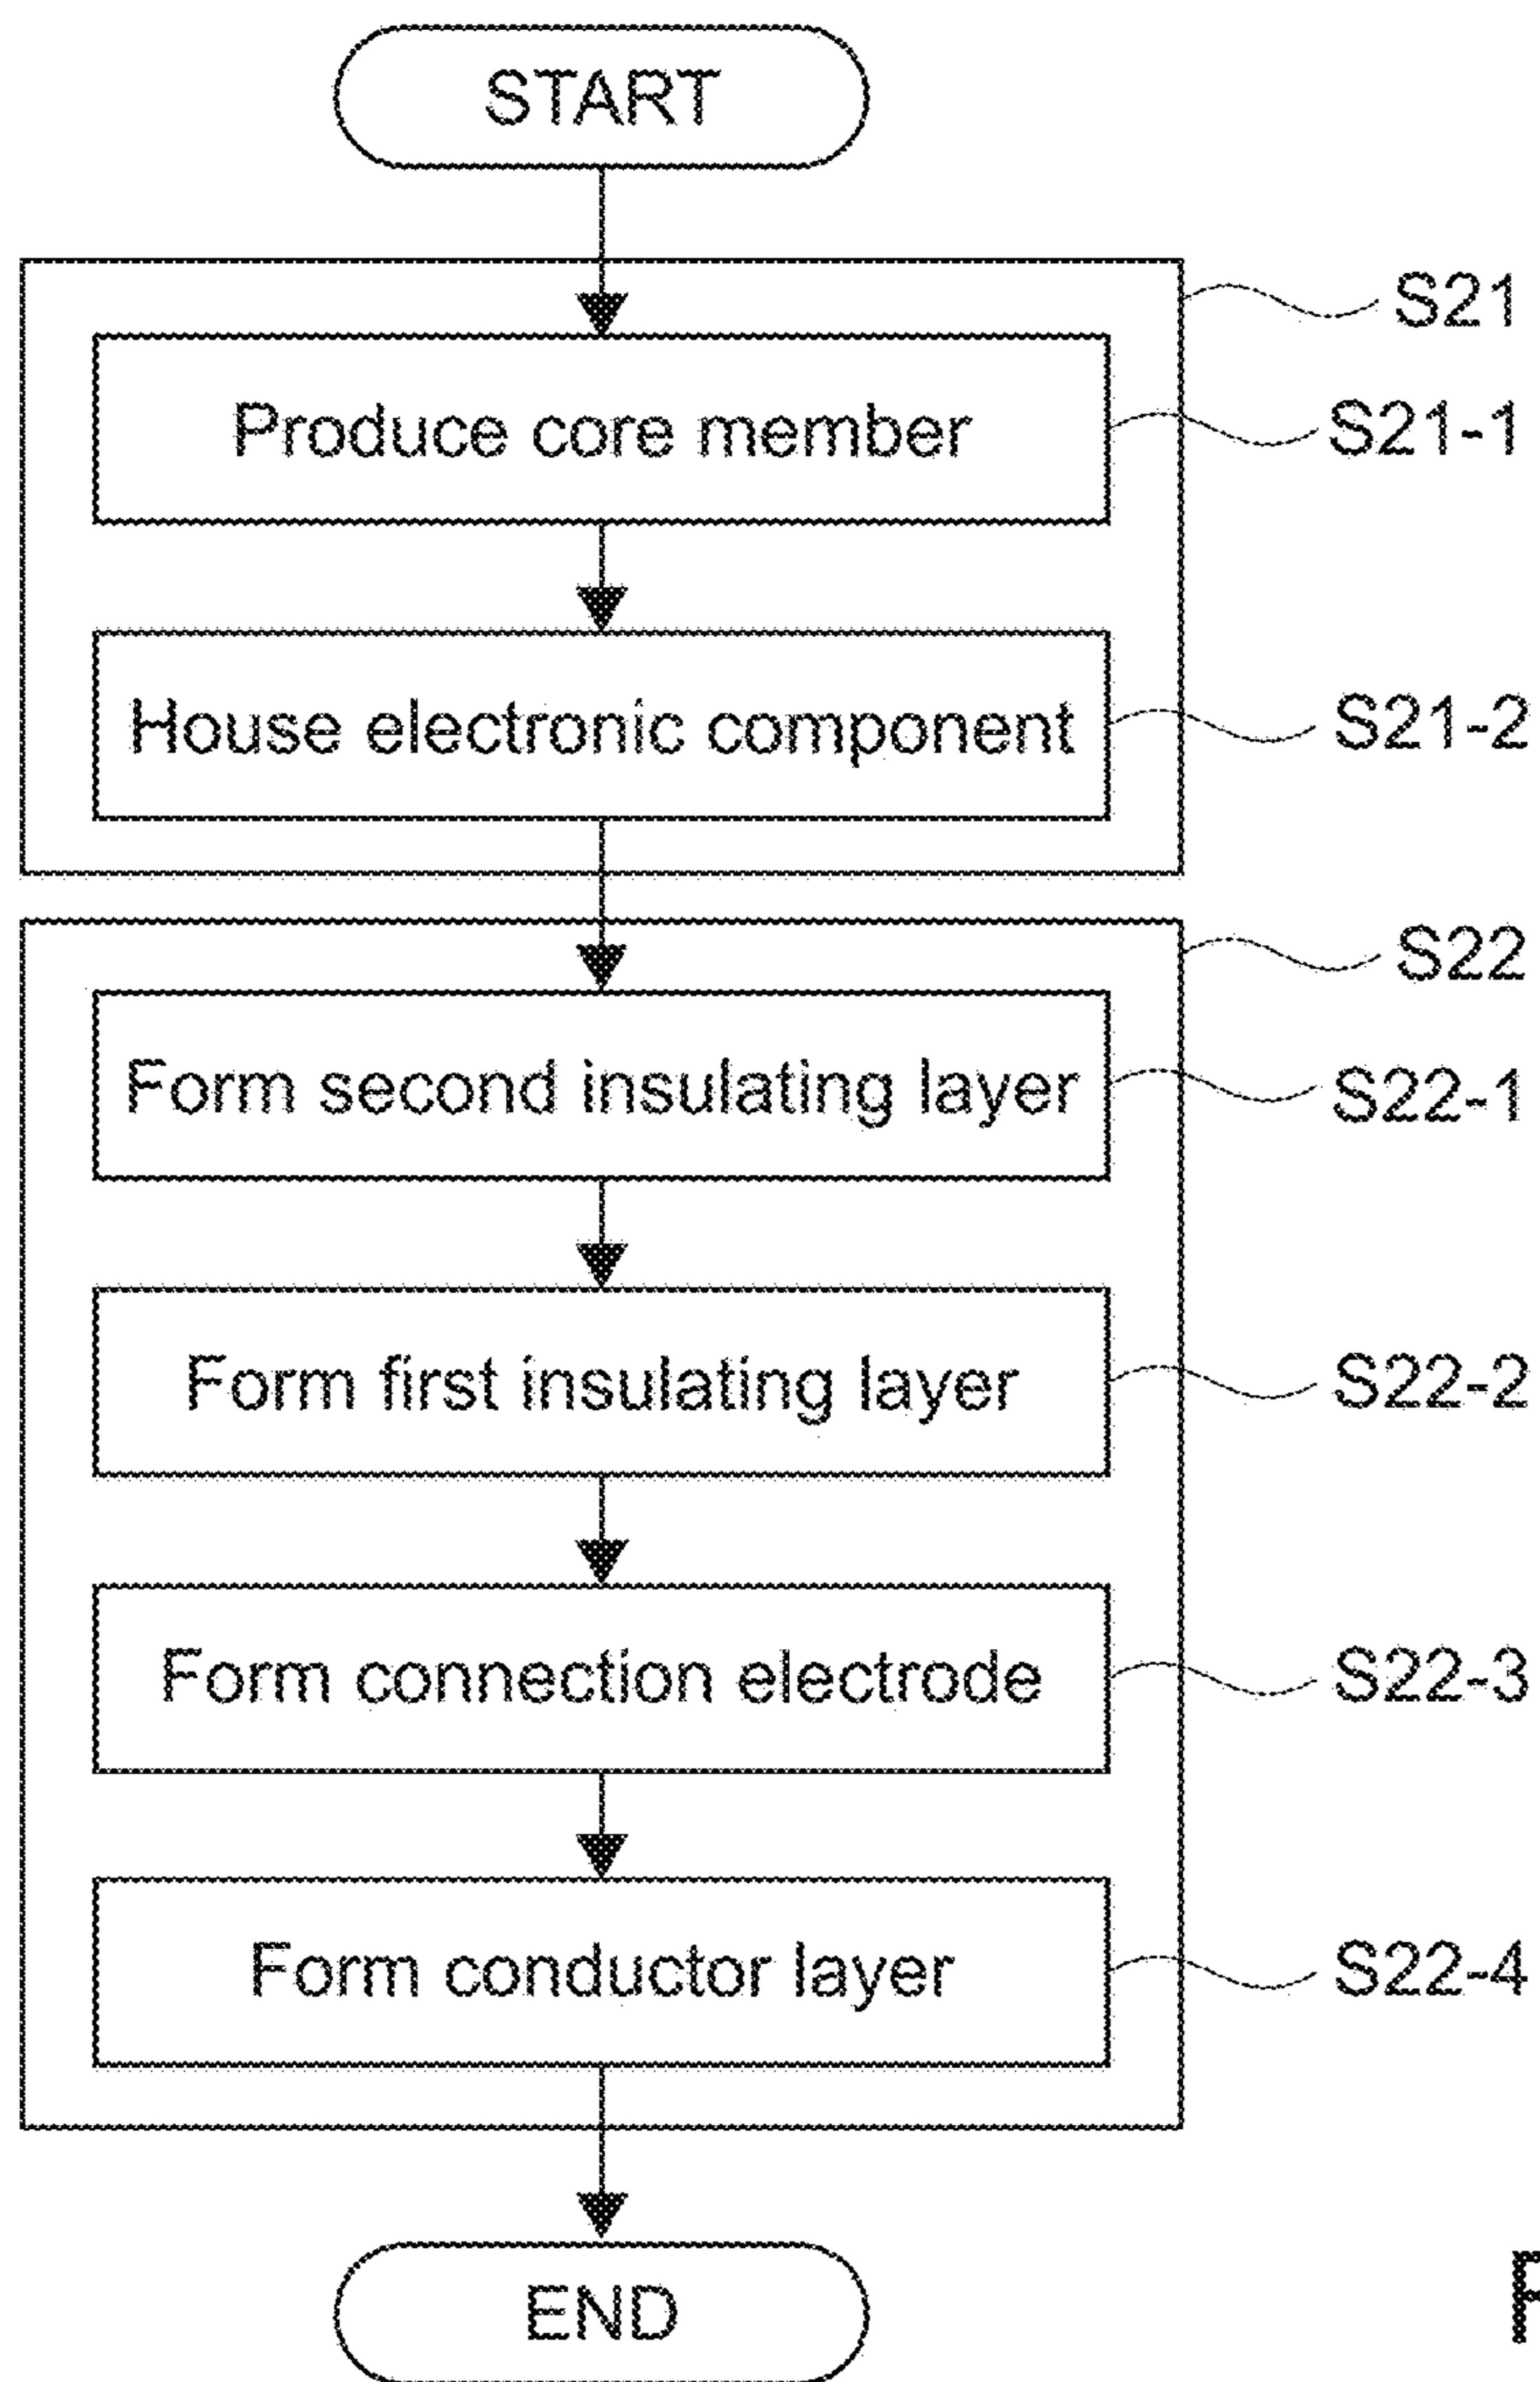 START
S21
Produce core member
S21-1
House electronic component
S21-2
S22
Form second insulating layer
S22-1
Form first insulating layer
S22-2
Form connection electrode
S22-3
Form conductor layer
S22-4
END